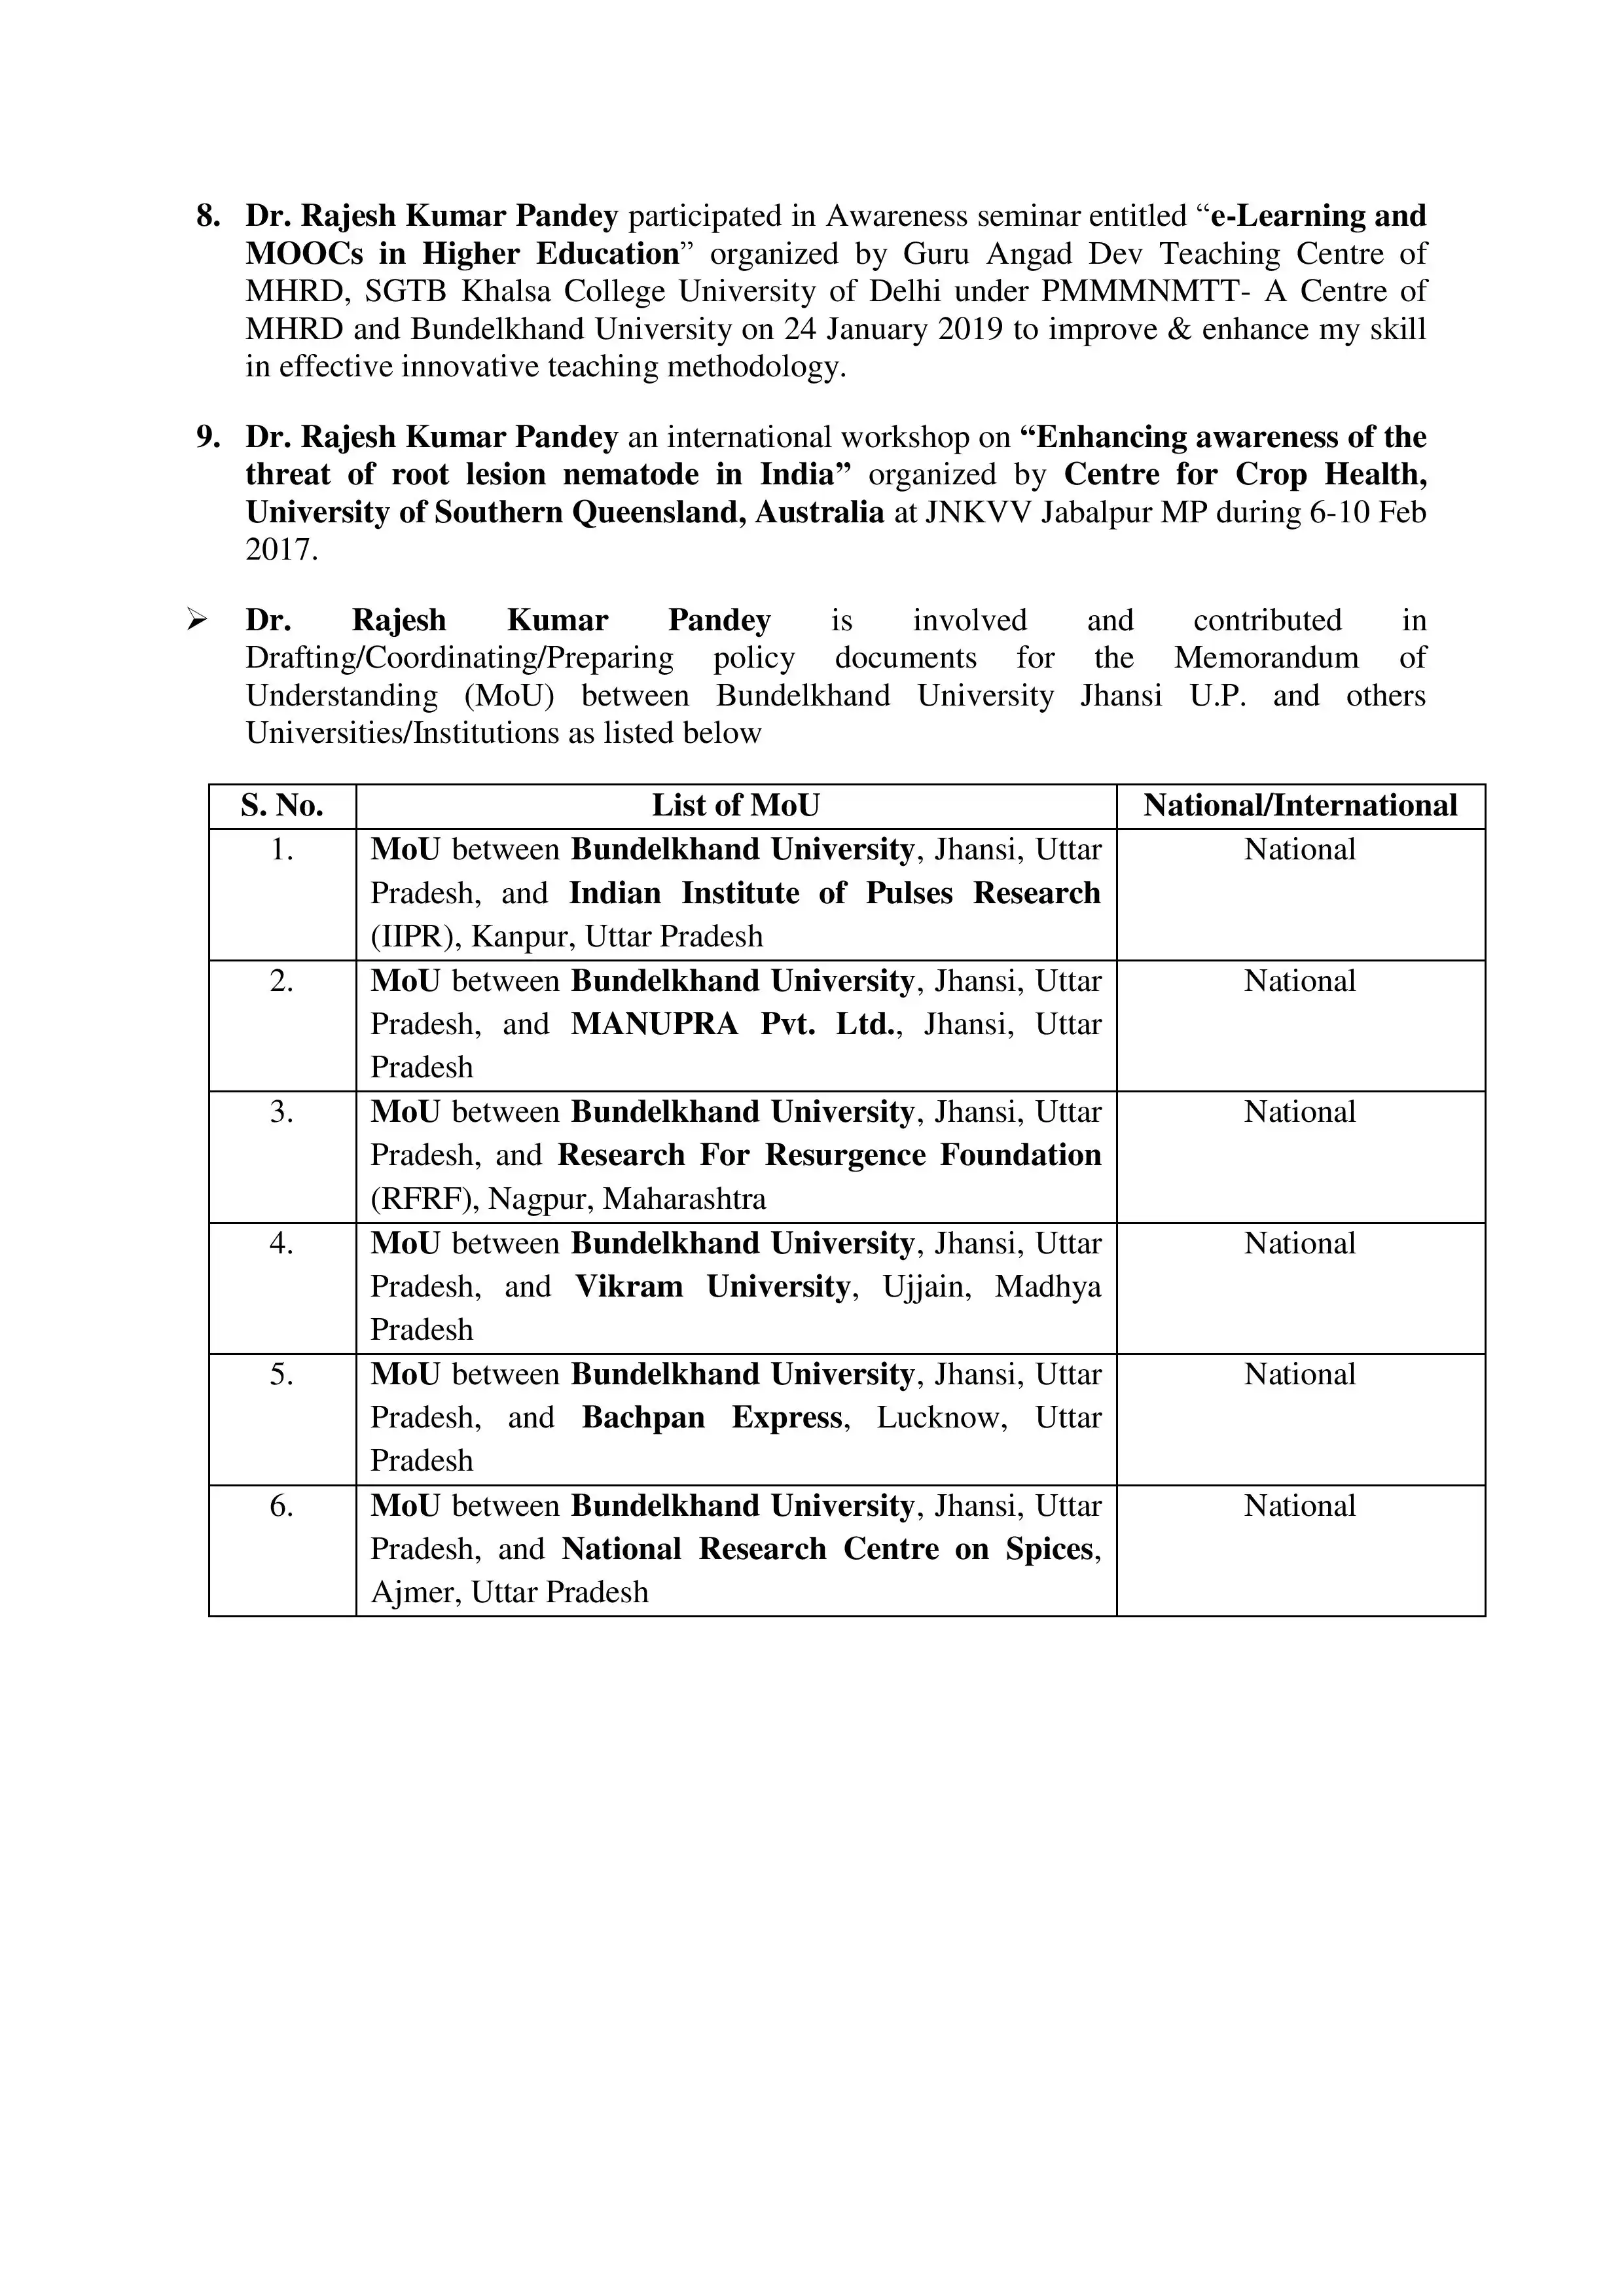 8. Dr. Rajesh Kumar Pandey participated in Awareness seminar entitled “e-Learning and
MOOCs in Higher Education” organized by Guru Angad Dev Teaching Centre of
MHRD, SGTB Khalsa College University of Delhi under PMMMNMTT- A Centre of
MHRD and Bundelkhand University on 24 January 2019 to improve & enhance my skill
in effective innovative teaching methodology.
9. Dr. Rajesh Kumar Pandey an international workshop on “Enhancing awareness of the
threat of root lesion nematode in India” organized by Centre for Crop Health,
University of Southern Queensland, Australia at JNKVV Jabalpur MP during 6-10 Feb
2017.
➢ Dr. Rajesh Kumar Pandey is involved and contributed in
Drafting/Coordinating/Preparing policy documents for the Memorandum of
Understanding (MoU) between Bundelkhand University Jhansi U.P. and others
Universities/Institutions as listed below
S. No. List of MoU National/International
1. MoU between Bundelkhand University, Jhansi, Uttar National
Pradesh, and Indian Institute of Pulses Research
(IIPR), Kanpur, Uttar Pradesh
2. MoU between Bundelkhand University, Jhansi, Uttar National
Pradesh, and MANUPRA Pvt. Ltd., Jhansi, Uttar
Pradesh
3. MoU between Bundelkhand University, Jhansi, Uttar National
Pradesh, and Research For Resurgence Foundation
(RFRF), Nagpur, Maharashtra
4. MoU between Bundelkhand University, Jhansi, Uttar National
Pradesh, and Vikram University, Ujjain, Madhya
Pradesh
5. MoU between Bundelkhand University, Jhansi, Uttar National
Pradesh, and Bachpan Express, Lucknow, Uttar
Pradesh
6. MoU between Bundelkhand University, Jhansi, Uttar National
Pradesh, and National Research Centre on Spices,
Ajmer, Uttar Pradesh